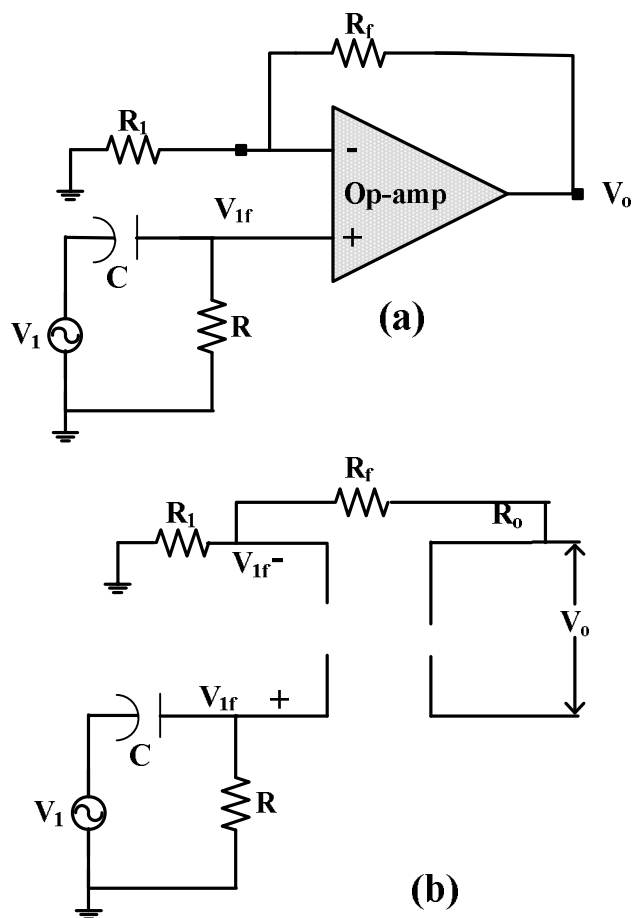 Rf
R1
-
Op-amp
Vo
V1f
+
C
(a)
R
V1
Rf
R1
Ro
V1f-
Vo
V1f +
C
V1
R
(b)